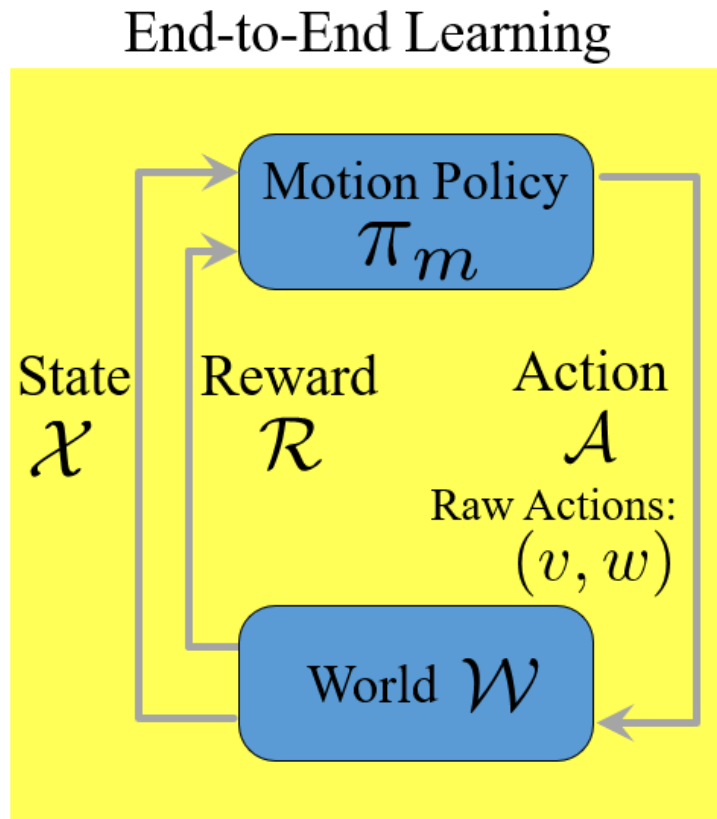 End-to-End Learning
Motion Policy
π_m
State
𝒳
Reward
ℛ
Action
𝒜
Raw Actions:
(v, w)
World 𝒲